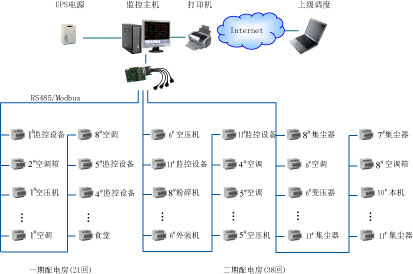 UPS电源 监控主机 打印机 上级调度
Internet
RS485/Modbus
1#监控设备 8#空调 6#空压机 11#监控设备 8#集尘器 7#集尘器
2#空调箱 5#监控设备 11#监控设备 4#空调 6#空调 8#空调箱
1#空压机 4#监控设备 8#粉碎机 5#空调 6#变压器 10#本机
1#空调 食堂 6#外装机 5#空压机 11#集尘器 11#集尘器
一期配电房(21回) 二期配电房(38回)